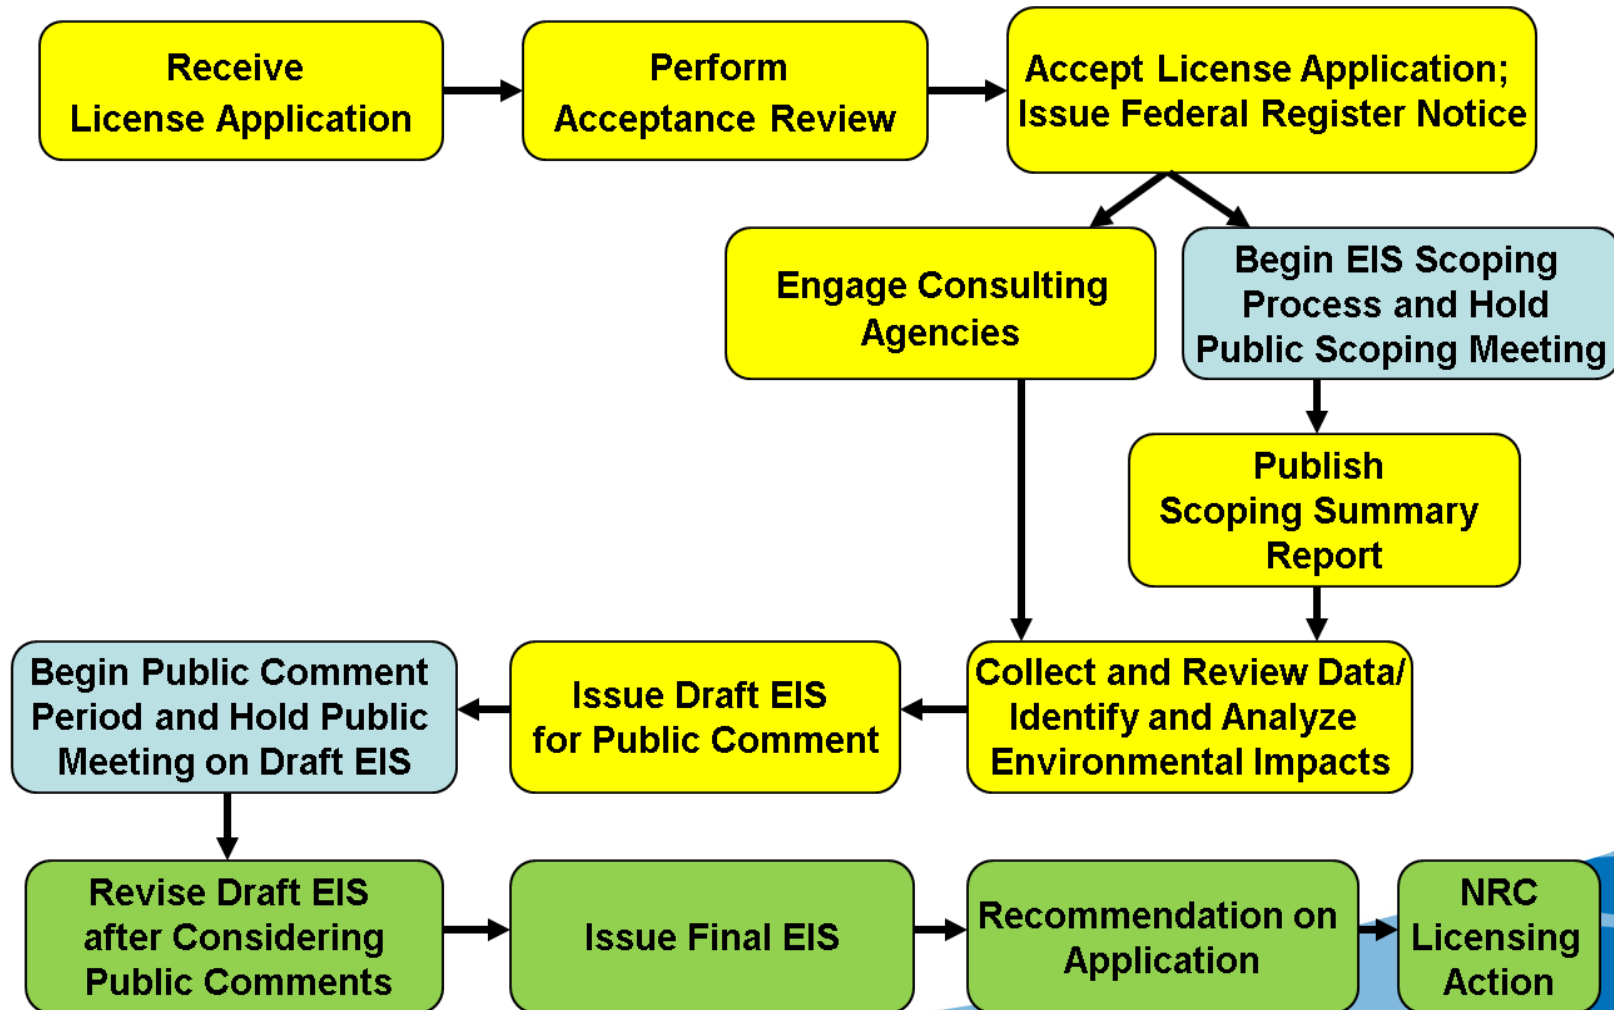 Receive
License Application
Perform
Acceptance Review
Accept License Application;
Issue Federal Register Notice
Engage Consulting
Agencies
Begin EIS Scoping
Process and Hold
Public Scoping Meeting
Publish
Scoping Summary
Report
Begin Public Comment
Period and Hold Public
Meeting on Draft EIS
Issue Draft EIS
for Public Comment
Collect and Review Data/
Identify and Analyze
Environmental Impacts
Revise Draft EIS
after Considering
Public Comments
Issue Final EIS
Recommendation on
Application
NRC
Licensing
Action